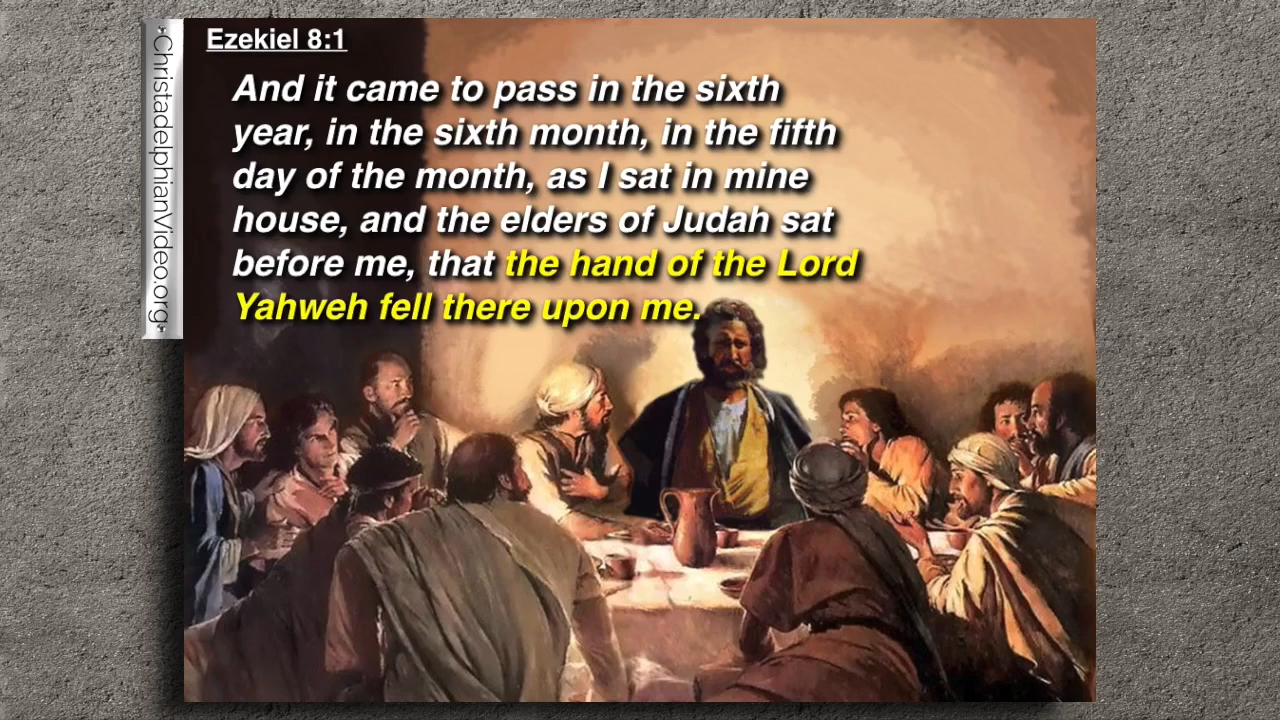 Ezekiel 8:1
And it came to pass in the sixth
year, in the sixth month, in the fifth
day of the month, as I sat in mine
house, and the elders of Judah sat
before me, that the hand of the Lord
Yahweh fell there upon me.
•ChristadelphianVideo.org•